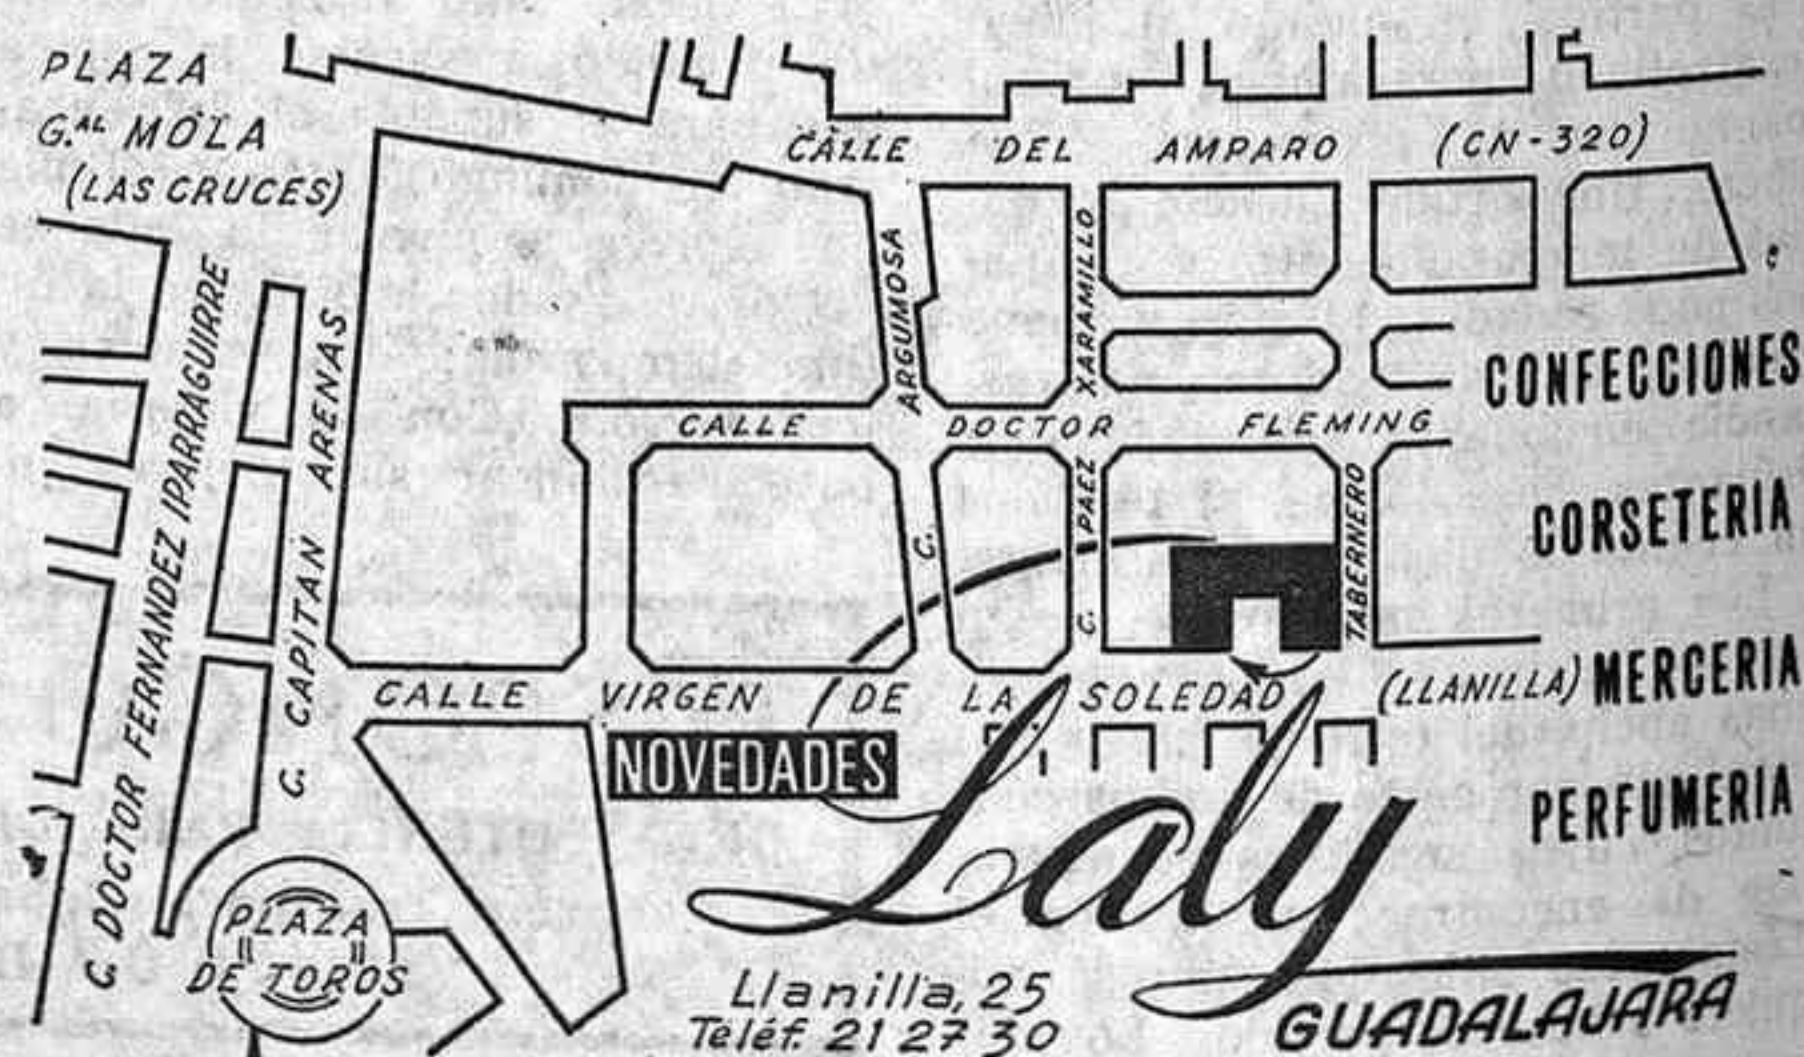 PLAZA
G.AL MOLA
(LAS CRUCES)
CALLE DEL AMPARO (CN-320)
C. DOCTOR FERNANDEZ IPARRAGUIRRE
C. CAPITAN ARENAS
C. ARGUMOSA
XARAMILLO
CALLE DOCTOR FLEMING
C. PAEZ
TABERNERO
CALLE VIRGEN DE LA SOLEDAD (LLANILLA)
PLAZA
DE TOROS
CONFECCIONES
CORSETERIA
MERCERIA
PERFUMERIA
NOVEDADES
Laly
Llanilla, 25
Teléf. 21 27 30
GUADALAJARA